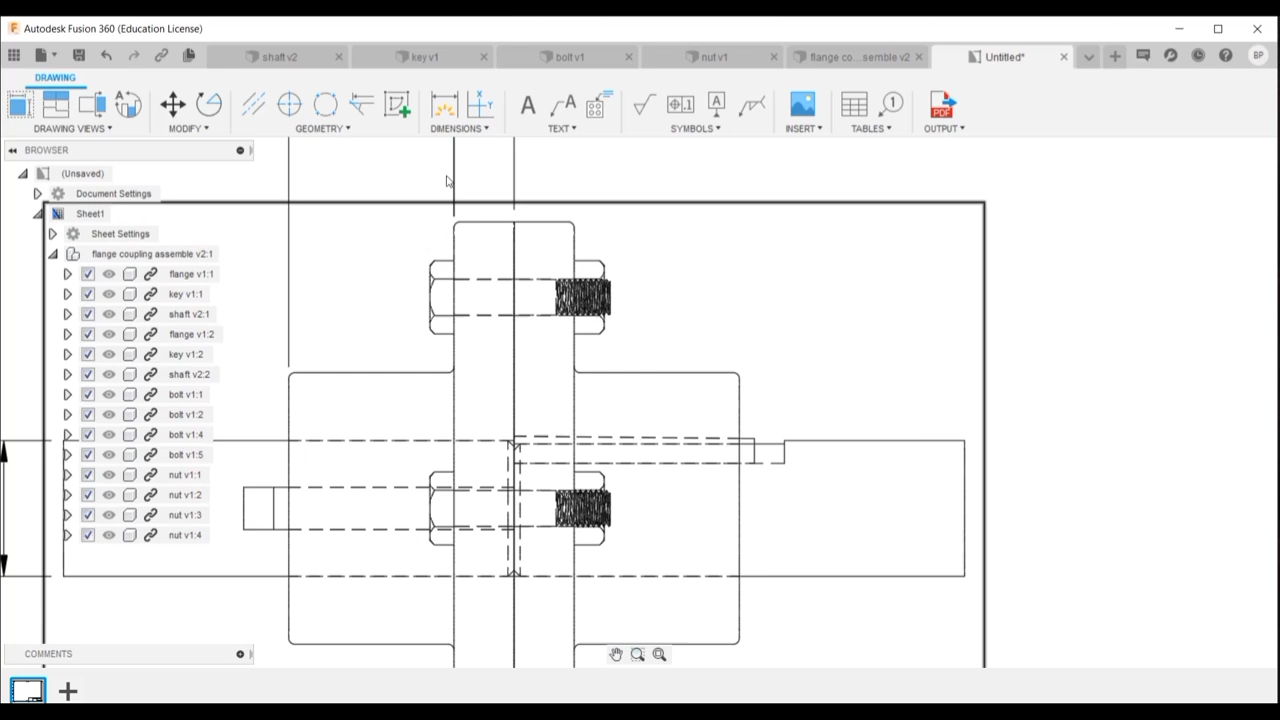 Autodesk Fusion 360 (Education License)
shaft v2
key v1
bolt v1
nut v1
flange co...semble v2
Untitled*
BP
DRAWING
DRAWING VIEWS
MODIFY
GEOMETRY
DIMENSIONS
TEXT
SYMBOLS
INSERT
TABLES
OUTPUT
BROWSER
(Unsaved)
Document Settings
Sheet1
Sheet Settings
flange coupling assemble v2:1
flange v1:1
key v1:1
shaft v2:1
flange v1:2
key v1:2
shaft v2:2
bolt v1:1
bolt v1:2
bolt v1:4
bolt v1:5
nut v1:1
nut v1:2
nut v1:3
nut v1:4
COMMENTS